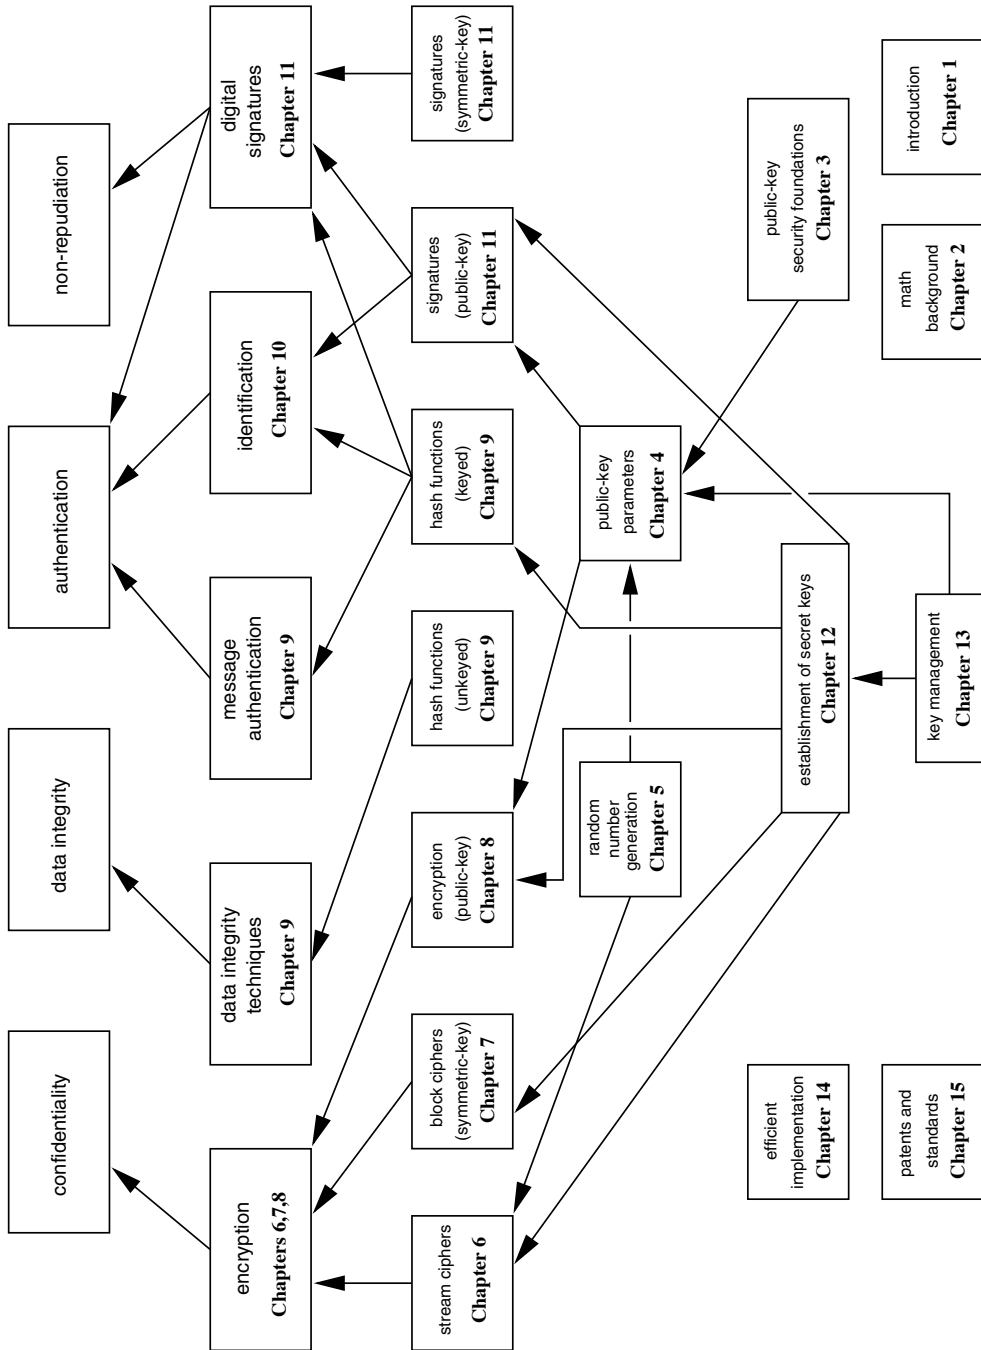 confidentiality
data integrity
authentication
non-repudiation
encryption
Chapters 6,7,8
data integrity
techniques
Chapter 9
message
authentication
Chapter 9
identification
Chapter 10
digital
signatures
Chapter 11
stream ciphers
Chapter 6
block ciphers
(symmetric-key)
Chapter 7
encryption
(public-key)
Chapter 8
hash functions
(unkeyed)
Chapter 9
hash functions
(keyed)
Chapter 9
signatures
(public-key)
Chapter 11
signatures
(symmetric-key)
Chapter 11
random
number
generation
Chapter 5
public-key
parameters
Chapter 4
efficient
implementation
Chapter 14
establishment of secret keys
Chapter 12
public-key
security foundations
Chapter 3
patents and
standards
Chapter 15
key management
Chapter 13
math
background
Chapter 2
introduction
Chapter 1